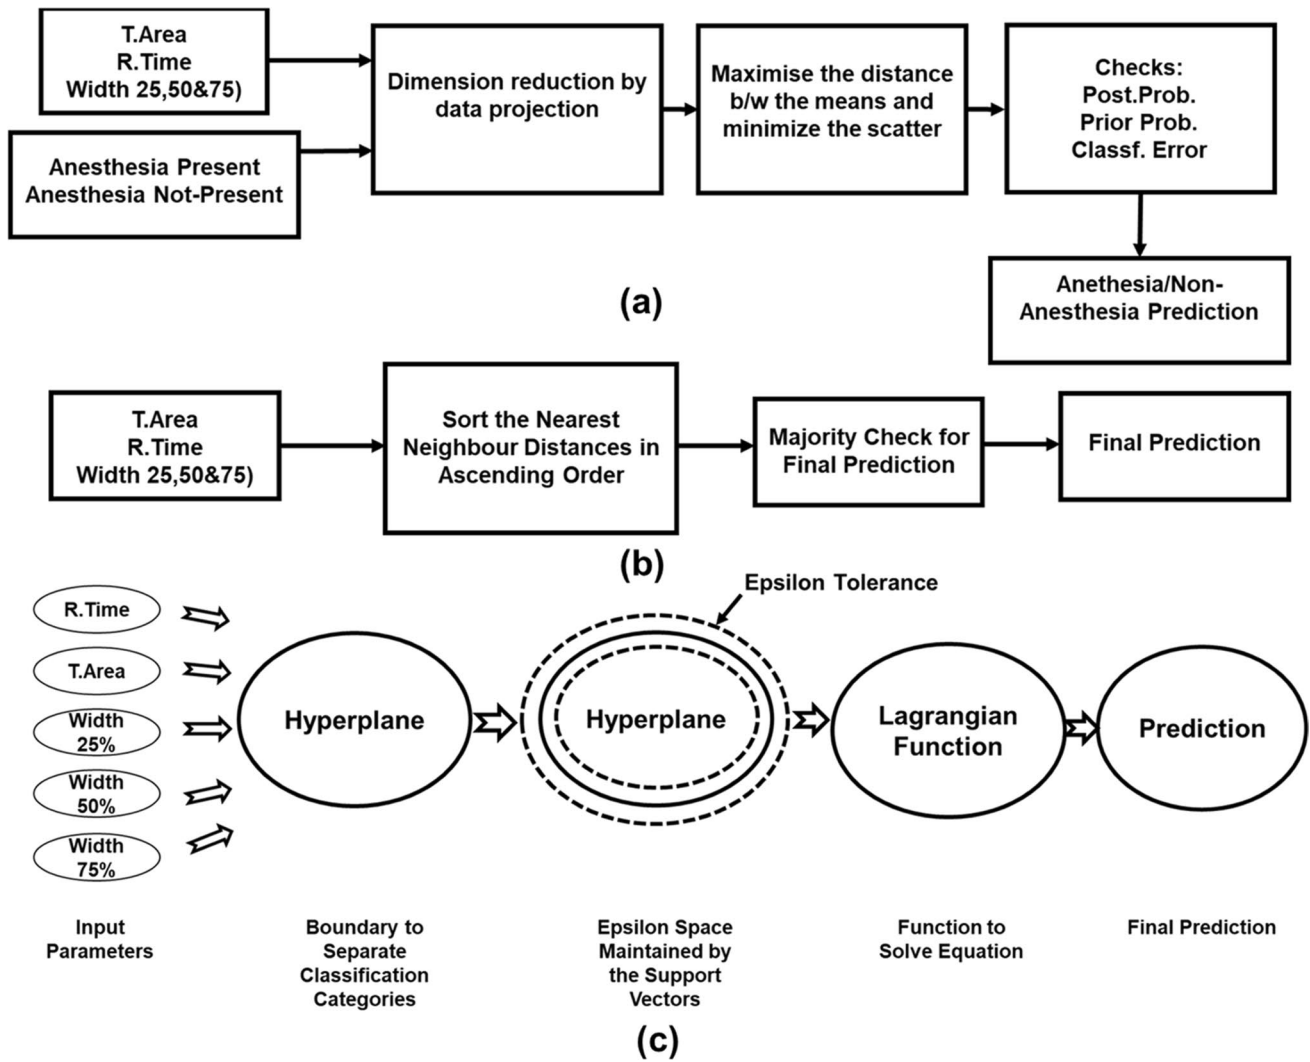 T.Area
R.Time
Width 25,50&75)
Anesthesia Present
Anesthesia Not-Present
Dimension reduction by
data projection
Maximise the distance
b/w the means and
minimize the scatter
Checks:
Post.Prob.
Prior Prob.
Classf. Error
Anethesia/Non-
Anesthesia Prediction
(a)
T.Area
R.Time
Width 25,50&75)
Sort the Nearest
Neighbour Distances in
Ascending Order
Majority Check for
Final Prediction
Final Prediction
(b)
Epsilon Tolerance
R.Time
T.Area
Width
25%
Width
50%
Width
75%
Hyperplane
Hyperplane
Lagrangian
Function
Prediction
Input
Parameters
Boundary to
Separate
Classification
Categories
Epsilon Space
Maintained by
the Support
Vectors
Function to
Solve Equation
Final Prediction
(c)